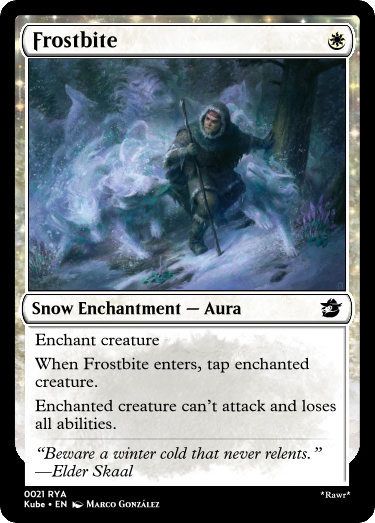 Frostbite
Snow Enchantment — Aura
Enchant creature
When Frostbite enters, tap enchanted
creature.
Enchanted creature can't attack and loses
all abilities.
“Beware a winter cold that never relents.”
—Elder Skaal
0021 RYA
Kube • EN Marco González
*Rawr*